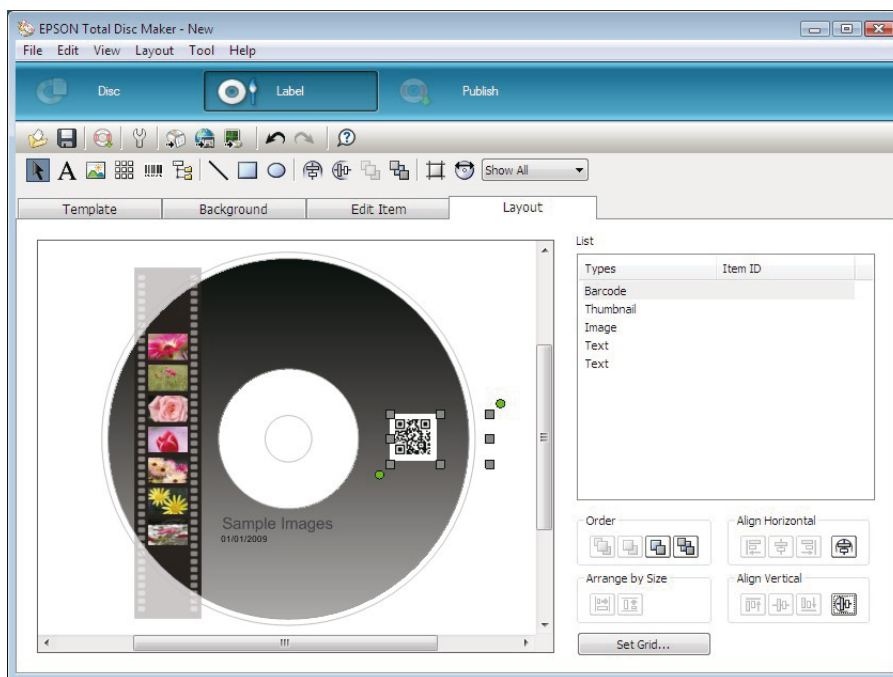 EPSON Total Disc Maker - New
File Edit View Layout Tool Help
Disc Label Publish
A Show All
Template Background Edit Item Layout
List
Types Item ID
Barcode
Thumbnail
Image
Text
Text
Sample Images
01/01/2009
Order Align Horizontal
Arrange by Size Align Vertical
Set Grid...